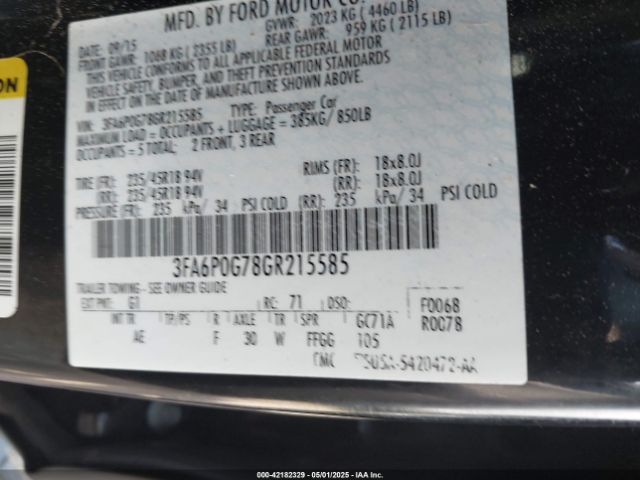 MFD. BY FORD MOTOR CO.
DATE: 09/15 GVWR: 2023 KG ( 4460 LB)
FRONT GAWR: 1068 KG ( 2355 LB) REAR GAWR: 959 KG ( 2115 LB)
THIS VEHICLE CONFORMS TO ALL APPLICABLE FEDERAL MOTOR
VEHICLE SAFETY, BUMPER, AND THEFT PREVENTION STANDARDS
IN EFFECT ON THE DATE OF MANUFACTURE SHOWN ABOVE.
VIN: 3FA6P0G78GR215585 TYPE: Passenger Car
MAXIMUM LOAD = OCCUPANTS + LUGGAGE = 385KG/ 850LB
OCCUPANTS = 5 TOTAL: 2 FRONT, 3 REAR
TIRE (FR): 235/45R18 94V RIMS (FR): 18x8.0J
(RR): 235/45R18 94V (RR): 18x8.0J
PRESSURE (FR): 235 kPa/ 34 PSI COLD (RR): 235 kPa/ 34 PSI COLD
3FA6P0G78GR215585
TRAILER TOWING- SEE OWNER GUIDE
EXT PNT: G1 RC: 71 DSO: F0068
INT TR TP/PS R AXLE TR SPR GC71A R0078
AE F 30 W FFGG 105
5420472-AA
ON
000-42182329 - 05/01/2025 - IAA Inc.